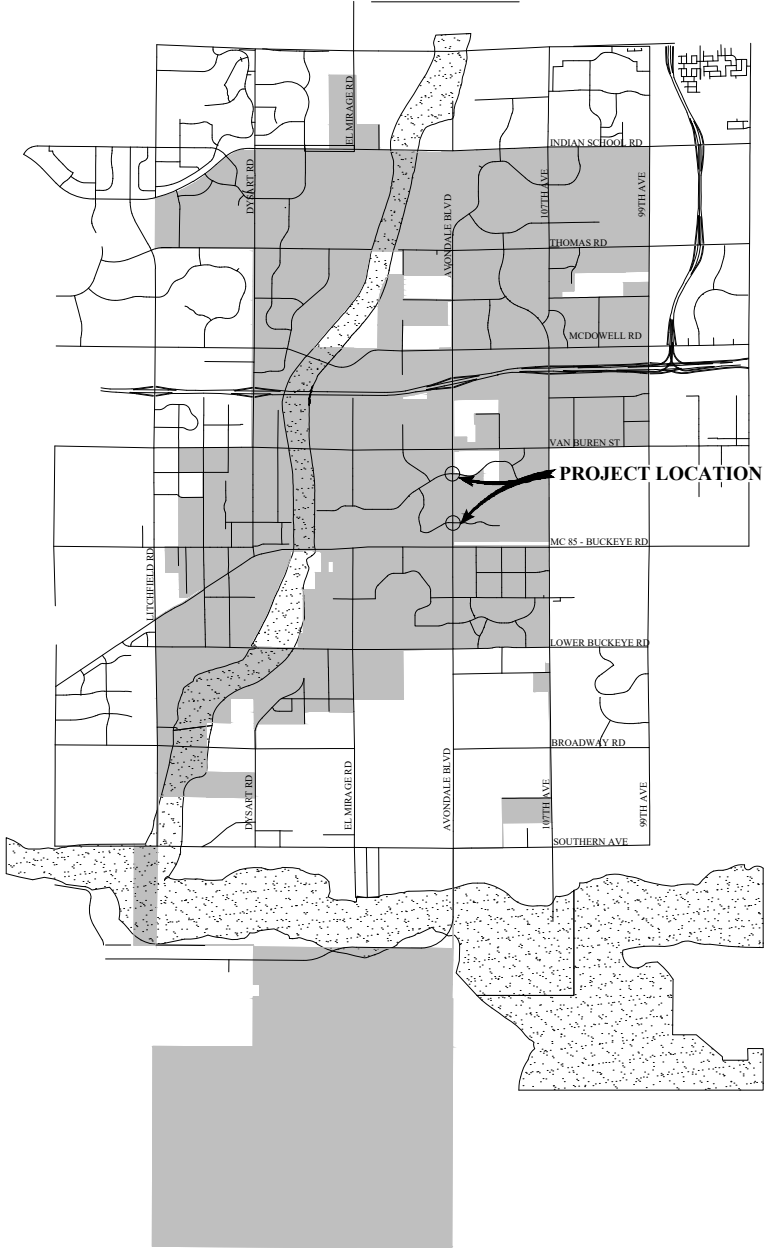 EL MIRAGE RD
INDIAN SCHOOL RD
DYSART RD
AVONDALE BLVD
107TH AVE
99TH AVE
THOMAS RD
MCDOWELL RD
VAN BUREN ST
PROJECT LOCATION
MC 85 - BUCKEYE RD
LITCHFIELD RD
LOWER BUCKEYE RD
BROADWAY RD
DYSART RD
EL MIRAGE RD
AVONDALE BLVD
107TH AVE
99TH AVE
SOUTHERN AVE